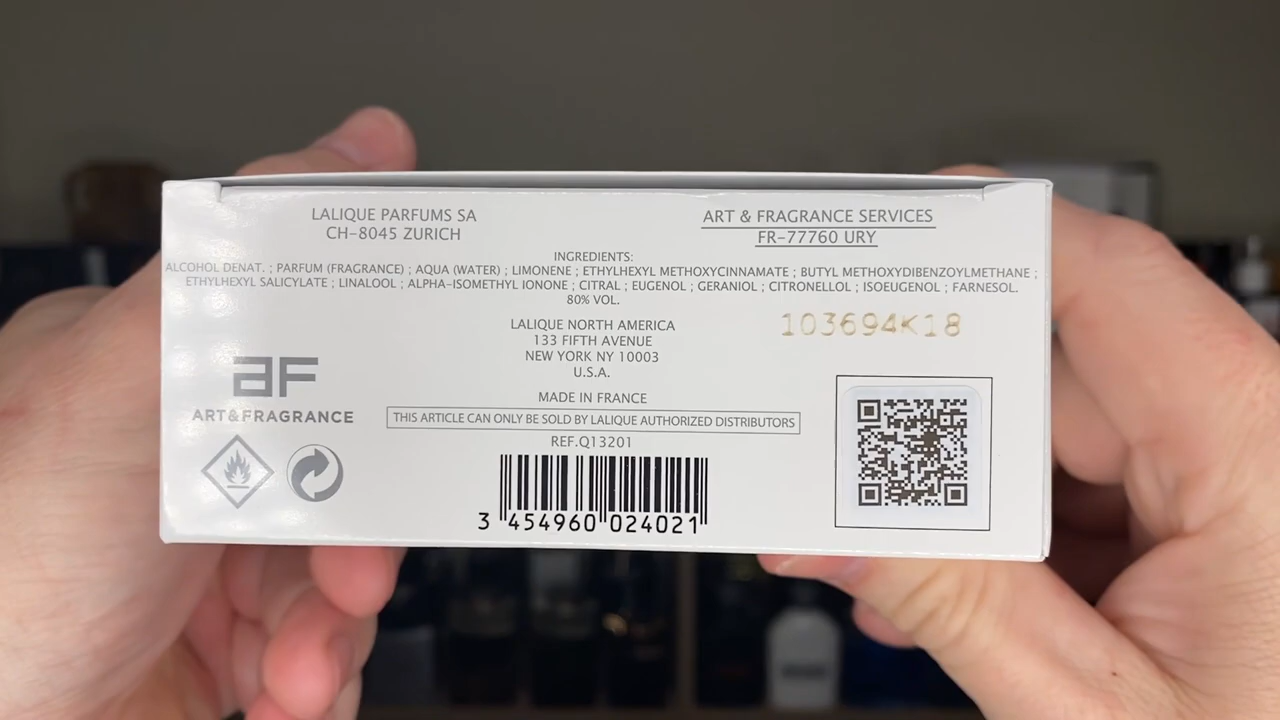 LALIQUE PARFUMS SA
CH-8045 ZURICH
ART & FRAGRANCE SERVICES
FR-77760 URY
INGREDIENTS:
ALCOHOL DENAT. ; PARFUM (FRAGRANCE) ; AQUA (WATER) ; LIMONENE ; ETHYLHEXYL METHOXYCINNAMATE ; BUTYL METHOXYDIBENZOYLMETHANE ;
ETHYLHEXYL SALICYLATE ; LINALOOL ; ALPHA-ISOMETHYL IONONE ; CITRAL ; EUGENOL ; GERANIOL ; CITRONELLOL ; ISOEUGENOL ; FARNESOL.
80% VOL.
103694K18
LALIQUE NORTH AMERICA
133 FIFTH AVENUE
NEW YORK NY 10003
U.S.A.
aF
ART&FRAGRANCE
MADE IN FRANCE
THIS ARTICLE CAN ONLY BE SOLD BY LALIQUE AUTHORIZED DISTRIBUTORS
REF.Q13201
3 454960 024021